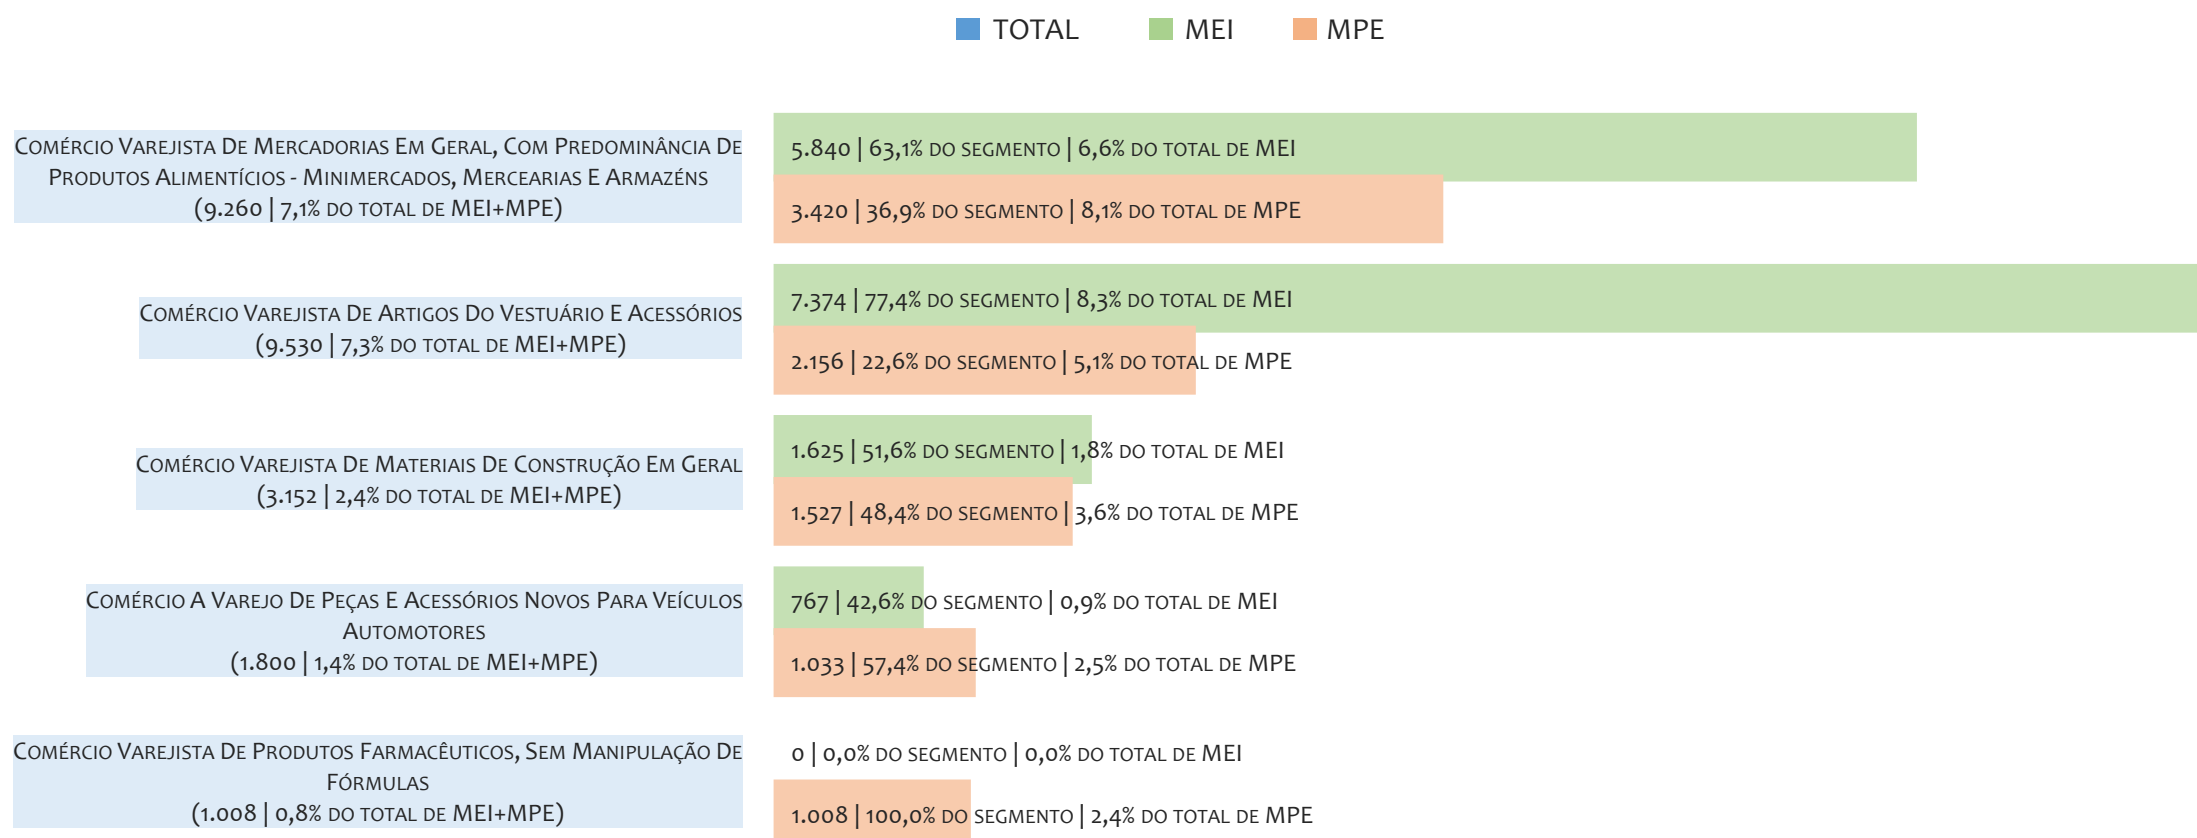 TOTAL MEI MPE
Comércio Varejista De Mercadorias Em Geral, Com Predominância De
Produtos Alimentícios - Minimercados, Mercearias E Armazéns
(9.260 | 7,1% do total de MEI+MPE)
5.840 | 63,1% do segmento | 6,6% do total de MEI
3.420 | 36,9% do segmento | 8,1% do total de MPE
Comércio Varejista De Artigos Do Vestuário E Acessórios
(9.530 | 7,3% do total de MEI+MPE)
7.374 | 77,4% do segmento | 8,3% do total de MEI
2.156 | 22,6% do segmento | 5,1% do total de MPE
Comércio Varejista De Materiais De Construção Em Geral
(3.152 | 2,4% do total de MEI+MPE)
1.625 | 51,6% do segmento | 1,8% do total de MEI
1.527 | 48,4% do segmento | 3,6% do total de MPE
Comércio A Varejo De Peças E Acessórios Novos Para Veículos
Automotores
(1.800 | 1,4% do total de MEI+MPE)
767 | 42,6% do segmento | 0,9% do total de MEI
1.033 | 57,4% do segmento | 2,5% do total de MPE
Comércio Varejista De Produtos Farmacêuticos, Sem Manipulação De
Fórmulas
(1.008 | 0,8% do total de MEI+MPE)
0 | 0,0% do segmento | 0,0% do total de MEI
1.008 | 100,0% do segmento | 2,4% do total de MPE